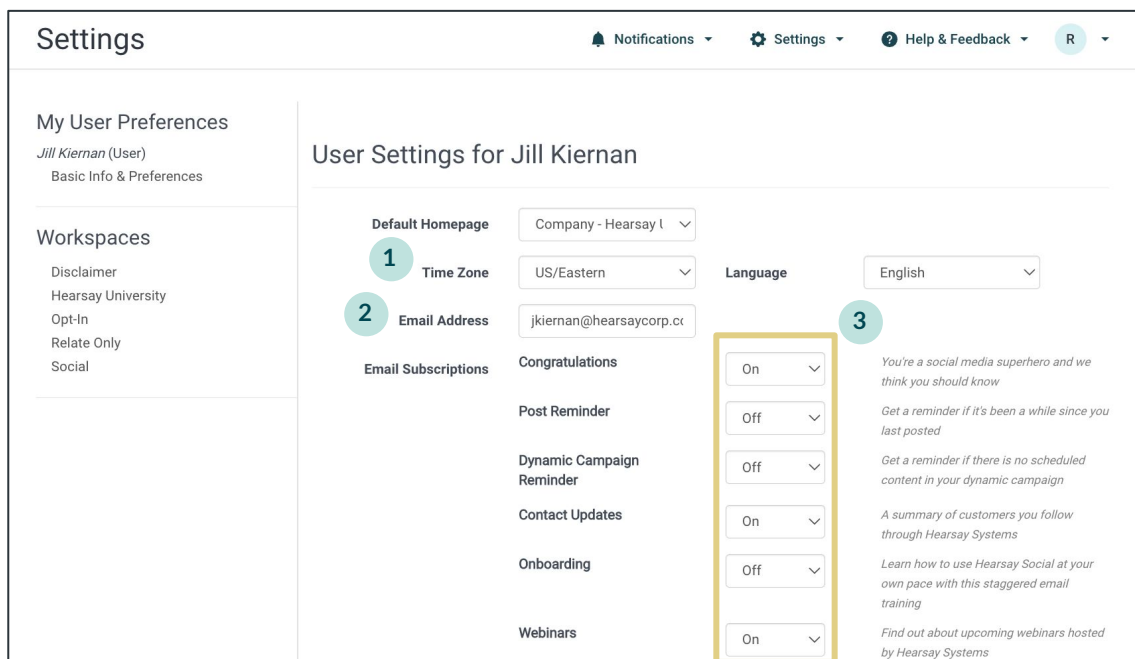 Settings
Notifications
Settings
Help & Feedback
R
My User Preferences
Jill Kiernan (User)
Basic Info & Preferences
Workspaces
Disclaimer
Hearsay University
Opt-In
Relate Only
Social
User Settings for Jill Kiernan
Default Homepage
Company - Hearsay
1
Time Zone
US/Eastern
Language
English
2
Email Address
jkiernan@hearsaycorp.cc
3
Email Subscriptions
Congratulations
On
You're a social media superhero and we
think you should know
Post Reminder
Off
Get a reminder if it's been a while since you
last posted
Dynamic Campaign
Reminder
Off
Get a reminder if there is no scheduled
content in your dynamic campaign
Contact Updates
On
A summary of customers you follow
through Hearsay Systems
Onboarding
Off
Learn how to use Hearsay Social at your
own pace with this staggered email
training
Webinars
On
Find out about upcoming webinars hosted
by Hearsay Systems